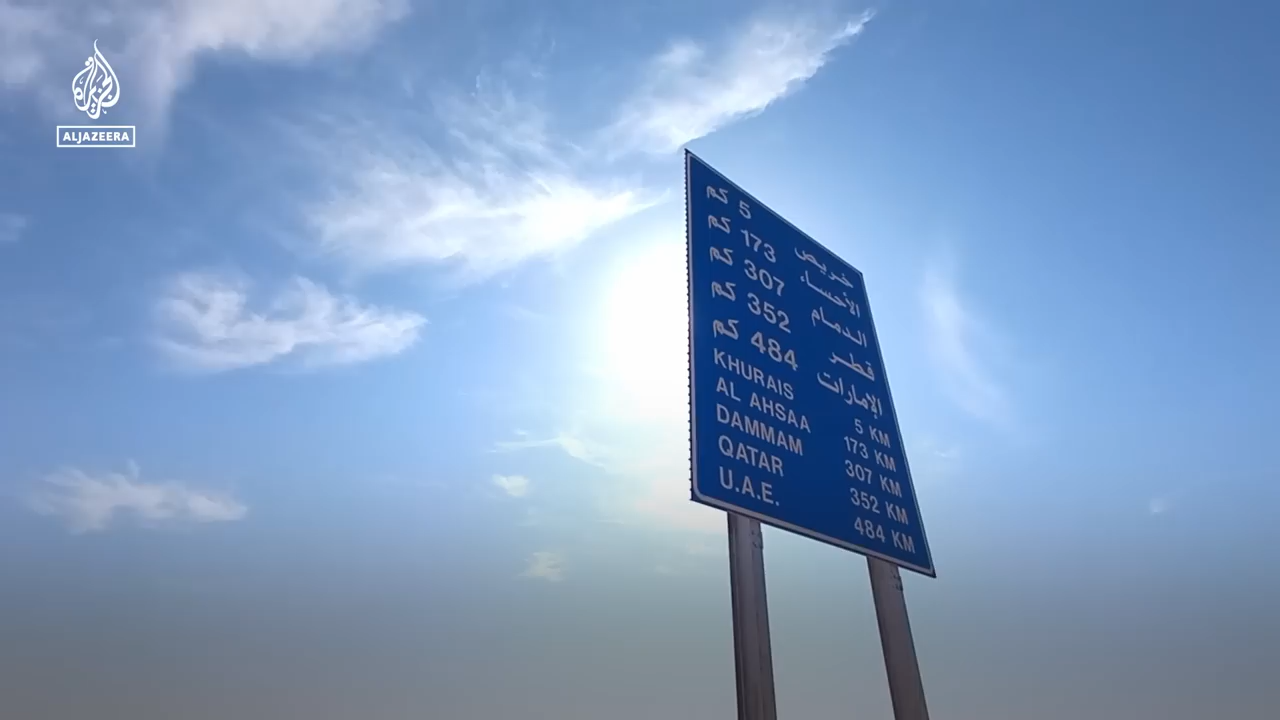 الجزيرة
ALJAZEERA
خريص 5 كم
الأحساء 173 كم
الدمام 307 كم
قطر 352 كم
الإمارات 484 كم
KHURAIS 5 KM
AL AHSAA 173 KM
DAMMAM 307 KM
QATAR 352 KM
U.A.E. 484 KM